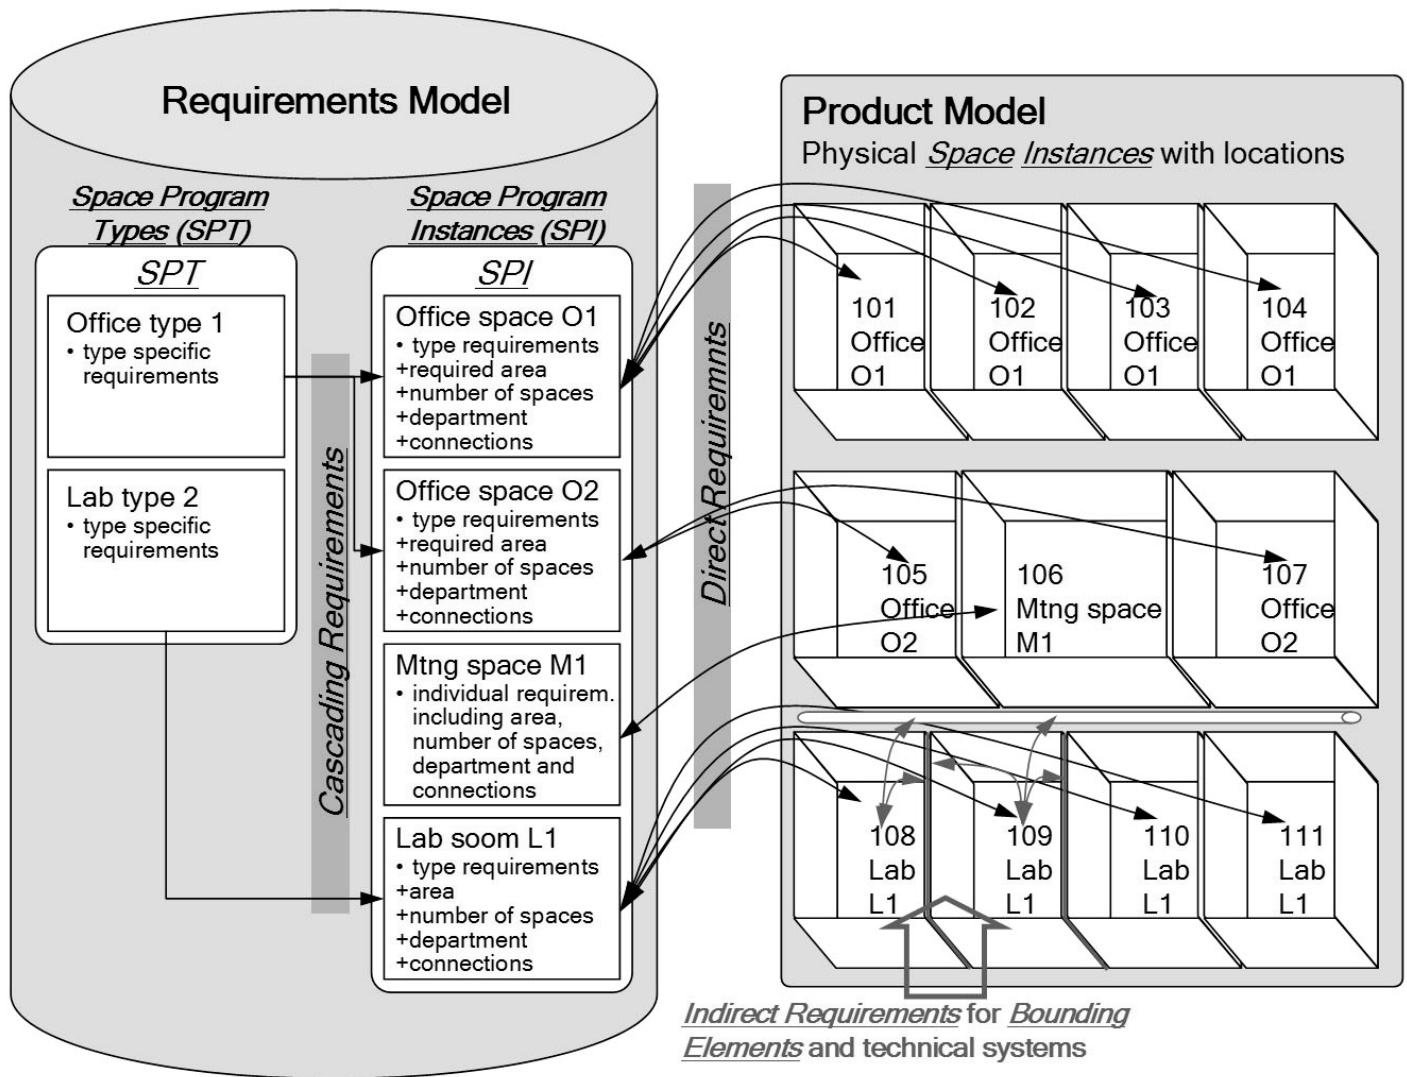 Requirements Model
Space Program
Types (SPT)
SPT
Office type 1
• type specific
requirements
Lab type 2
• type specific
requirements
Cascading Requirements
Space Program
Instances (SPI)
SPI
Office space O1
• type requirements
+required area
+number of spaces
+department
+connections
Office space O2
• type requirements
+required area
+number of spaces
+department
+connections
Mtng space M1
• individual requirem.
including area,
number of spaces,
department and
connections
Lab soom L1
• type requirements
+area
+number of spaces
+department
+connections
Direct Requiremnts
Product Model
Physical Space Instances with locations
101
Office
O1
102
Office
O1
103
Office
O1
104
Office
O1
105
Office
O2
106
Mtng space
M1
107
Office
O2
108
Lab
L1
109
Lab
L1
110
Lab
L1
111
Lab
L1
Indirect Requirements for Bounding
Elements and technical systems